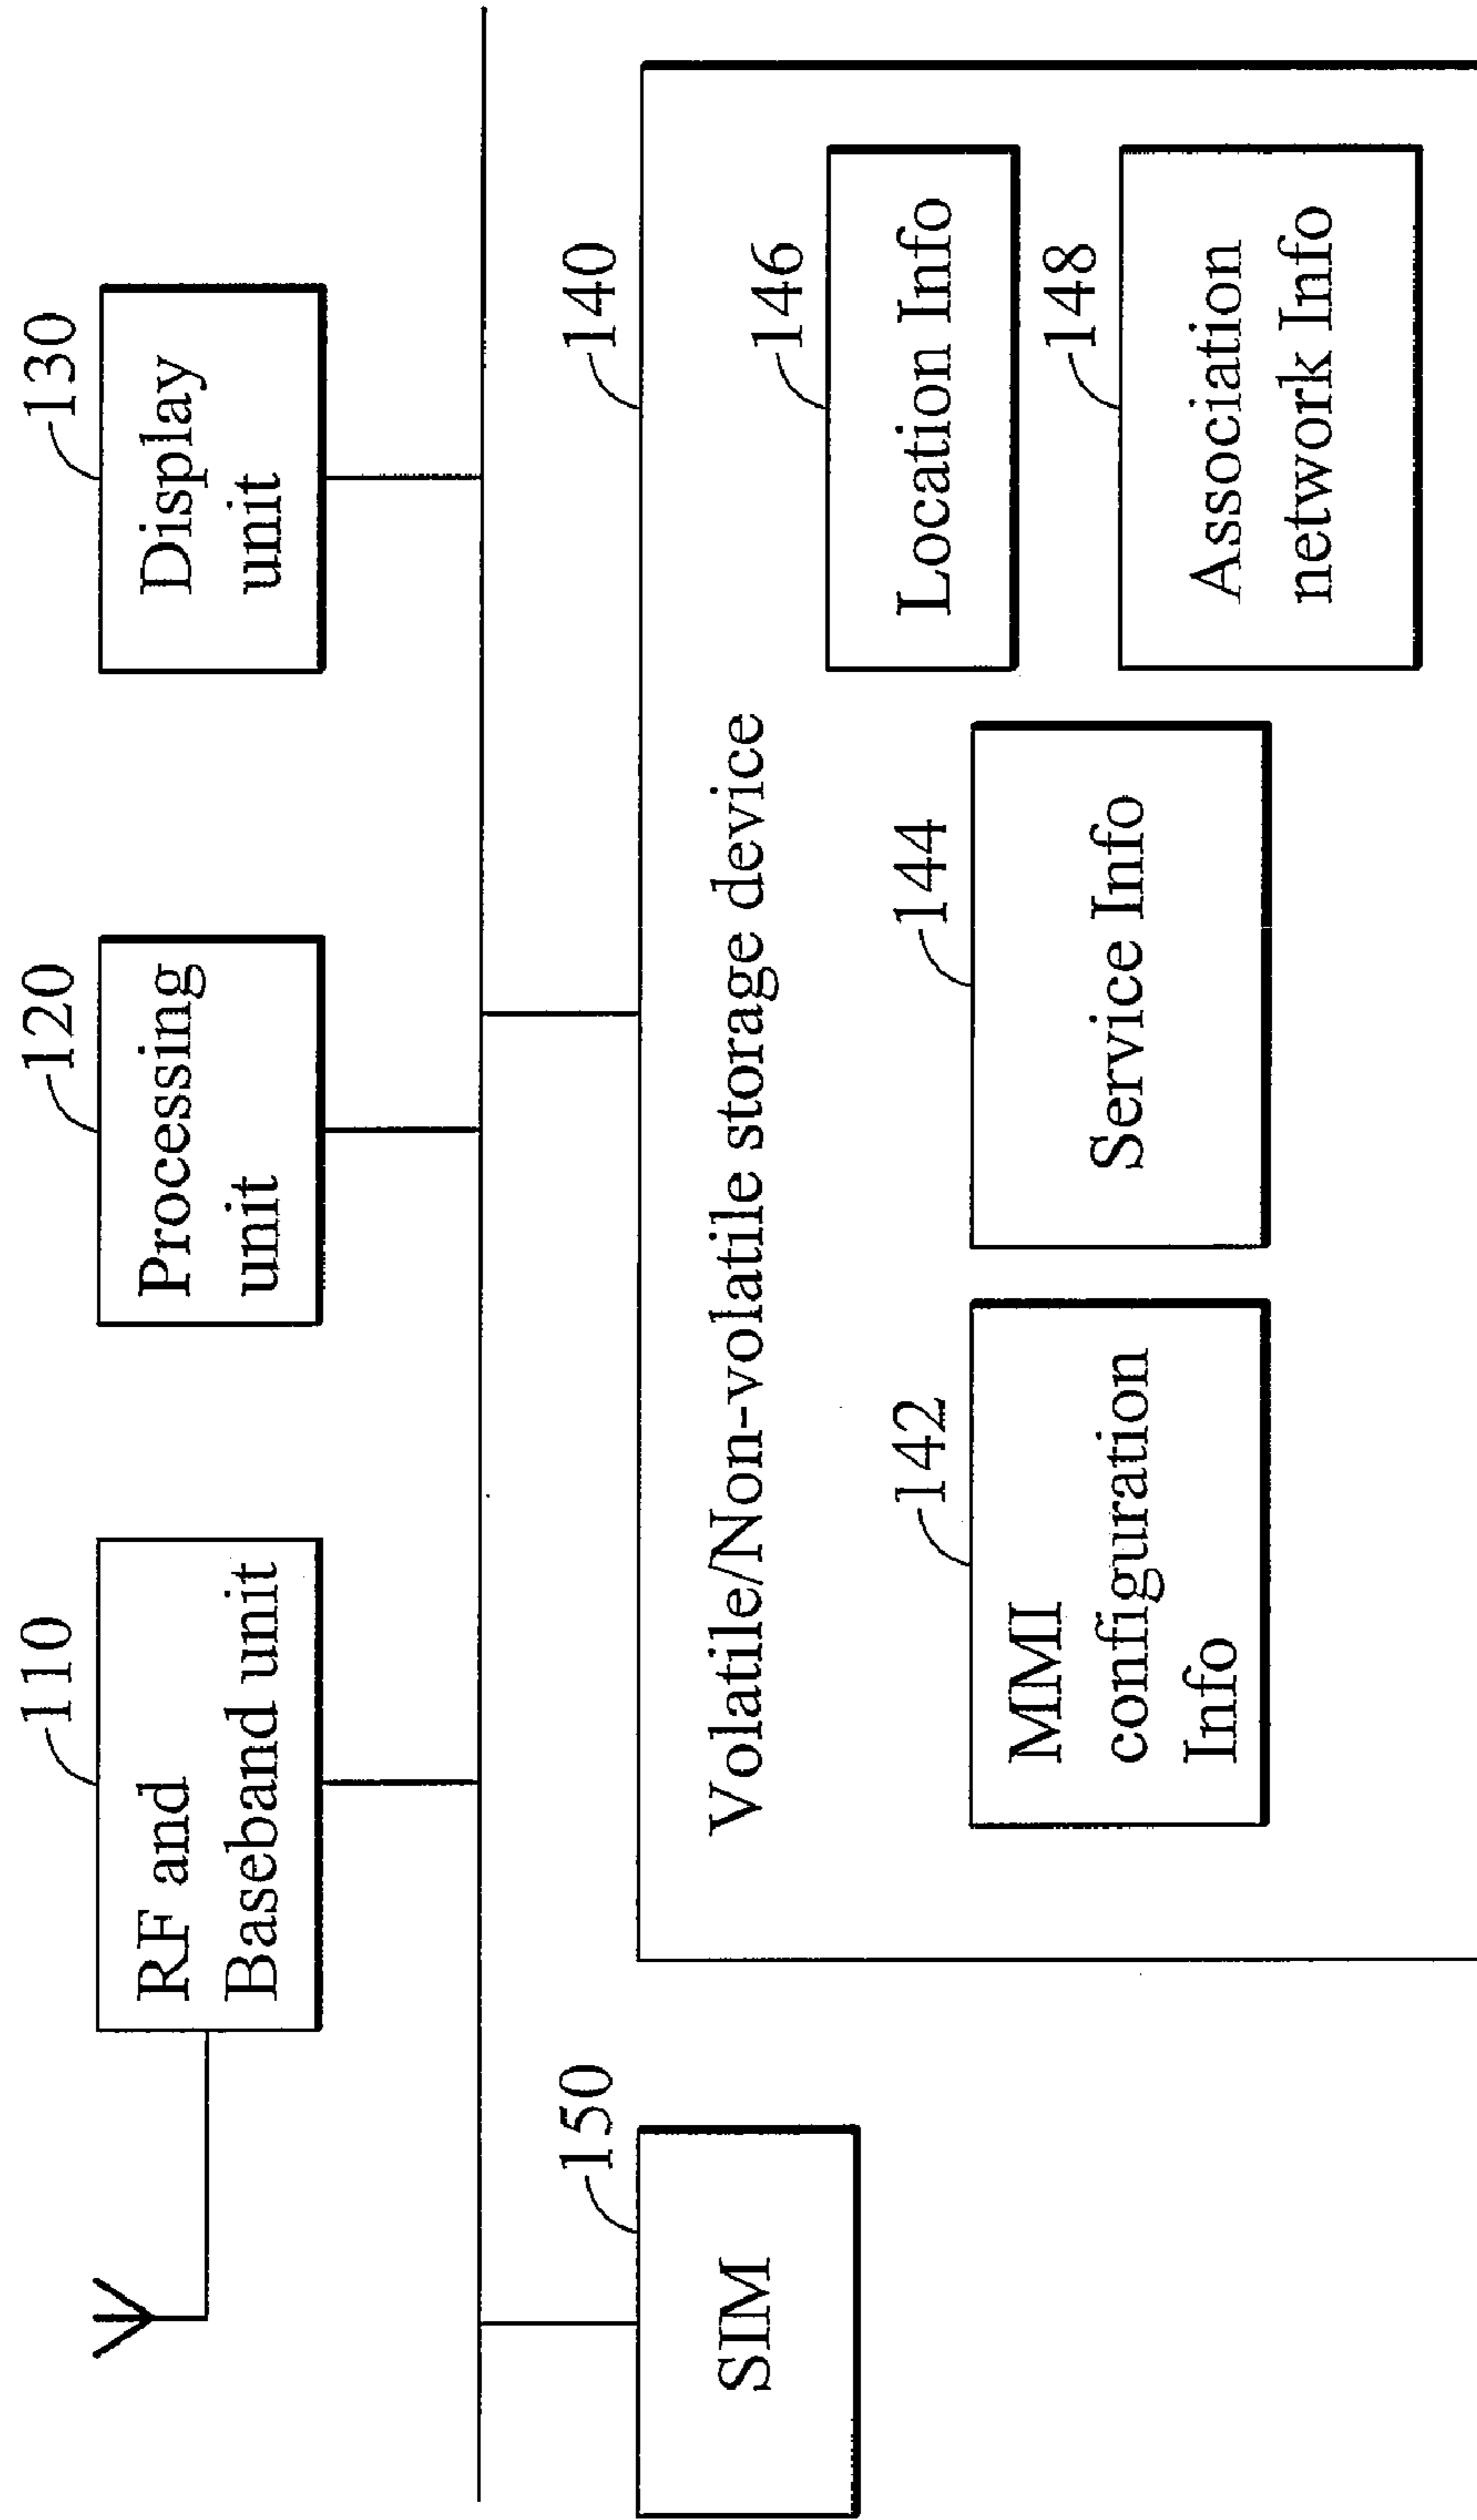 110
RF and
Baseband unit
120
Processing
unit
130
Display
unit
150
SIM
140
Volatile/Non-volatile storage device
142
MMI
configuration
Info
144
Service Info
146
Location Info
148
Association
network Info